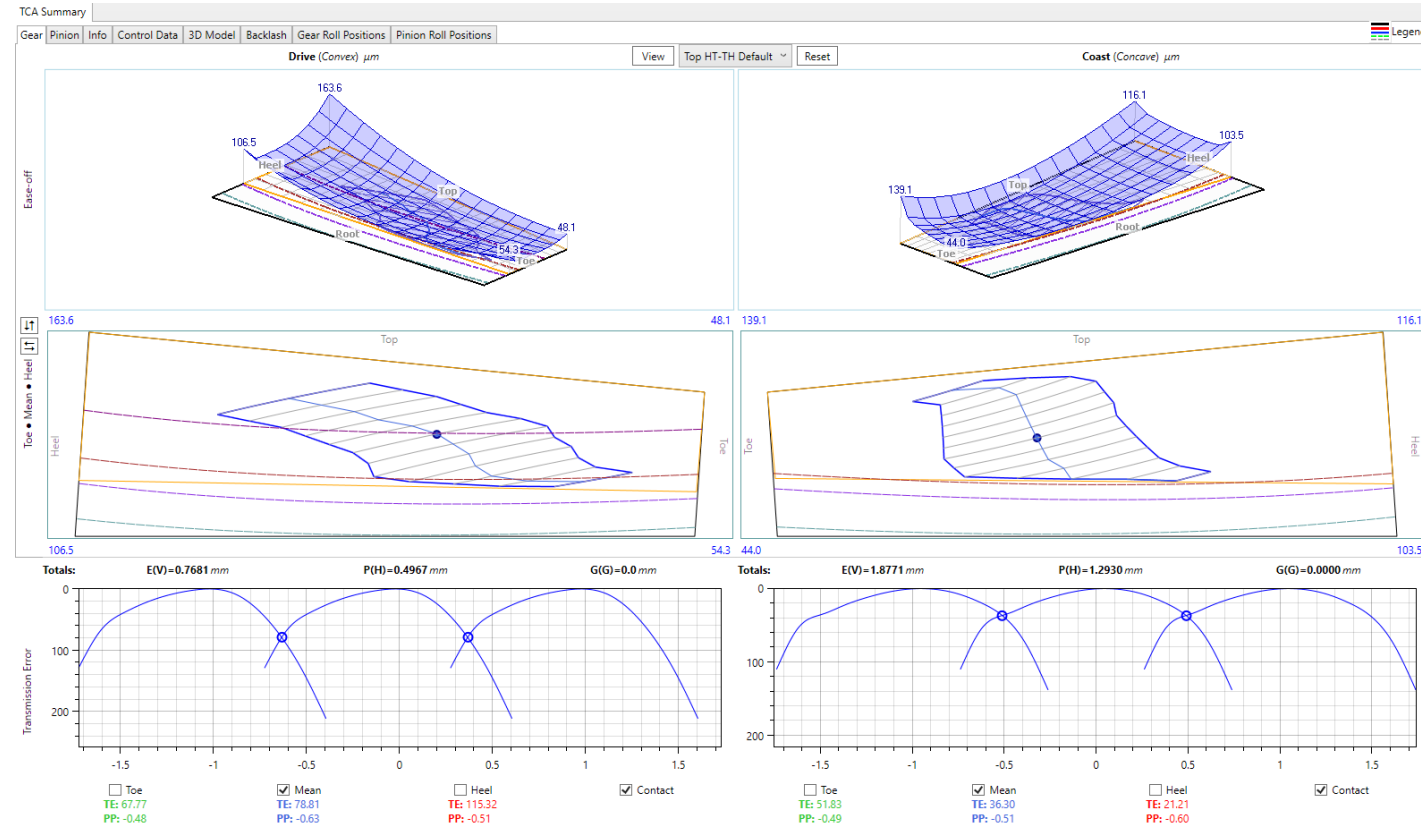 TCA Summary
Gear Pinion Info Control Data 3D Model Backlash Gear Roll Positions Pinion Roll Positions
Legen
Drive (Convex) μm
View Top HT-TH Default Reset
Coast (Concave) μm
Ease-off
163.6
106.5
Heel
Top
Root
48.1
54.3
Toe
116.1
103.5
Heel
Top
139.1
Root
44.0
Toe
Toe • Mean • Heel
163.6 48.1
Top
Heel
Toe
106.5 54.3
139.1 116.1
Top
Toe
Heel
44.0 103.5
Totals: E(V)=0.7681 mm P(H)=0.4967 mm G(G)=0.0 mm
Totals: E(V)=1.8771 mm P(H)=1.2930 mm G(G)=0.0000 mm
Transmission Error
0
100
200
-1.5 -1 -0.5 0 0.5 1 1.5
0
100
200
-1.5 -1 -0.5 0 0.5 1 1.5
Toe Mean Heel Contact
TE: 67.77 TE: 78.81 TE: 115.32
PP: -0.48 PP: -0.63 PP: -0.51
Toe Mean Heel Contact
TE: 51.83 TE: 36.30 TE: 21.21
PP: -0.49 PP: -0.51 PP: -0.60